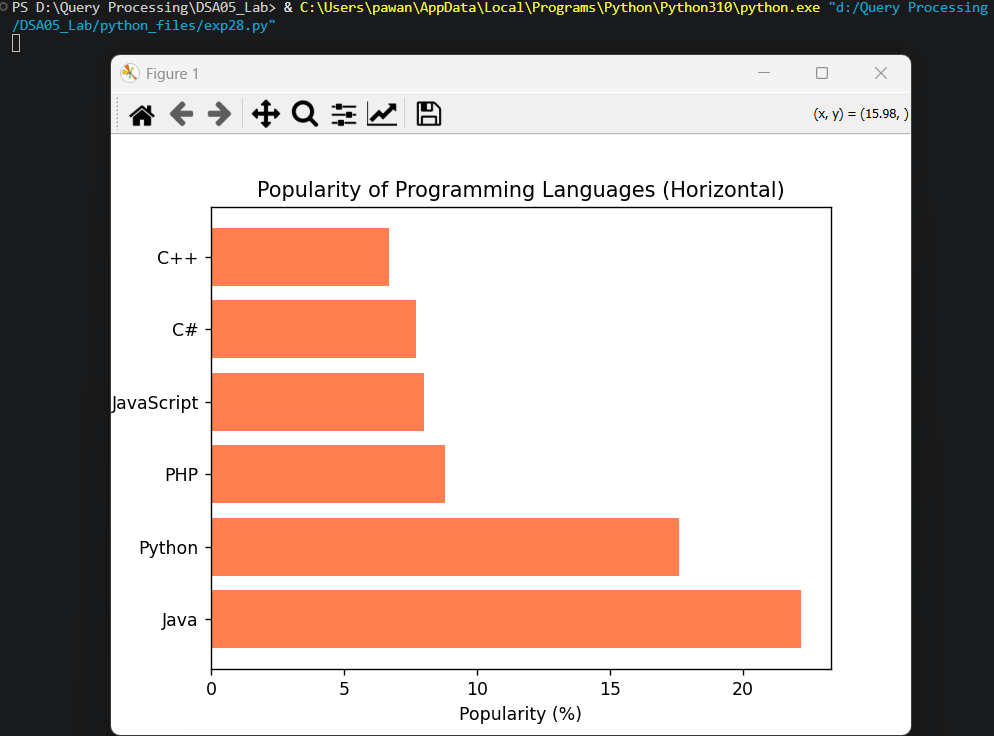 PS D:\Query Processing\DSA05_Lab> & C:\Users\pawan\AppData\Local\Programs\Python\Python310\python.exe "d:/Query Processing
/DSA05_Lab/python_files/exp28.py"
Figure 1
(x, y) = (15.98, )
Popularity of Programming Languages (Horizontal)
C++
C#
JavaScript
PHP
Python
Java
0 5 10 15 20
Popularity (%)